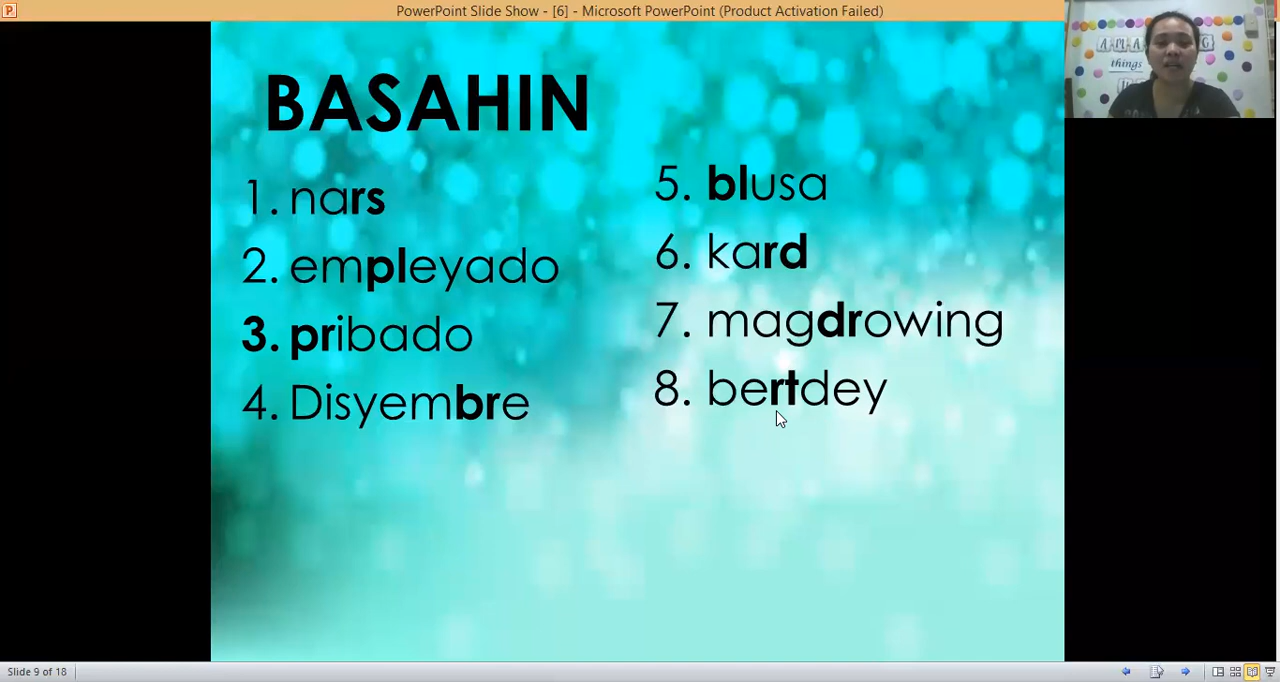 PowerPoint Slide Show - [6] - Microsoft PowerPoint (Product Activation Failed)
BASAHIN
1. nars
2. empleyado
3. pribado
4. Disyembre
5. blusa
6. kard
7. magdrowing
8. bertdey
things
Slide 9 of 18